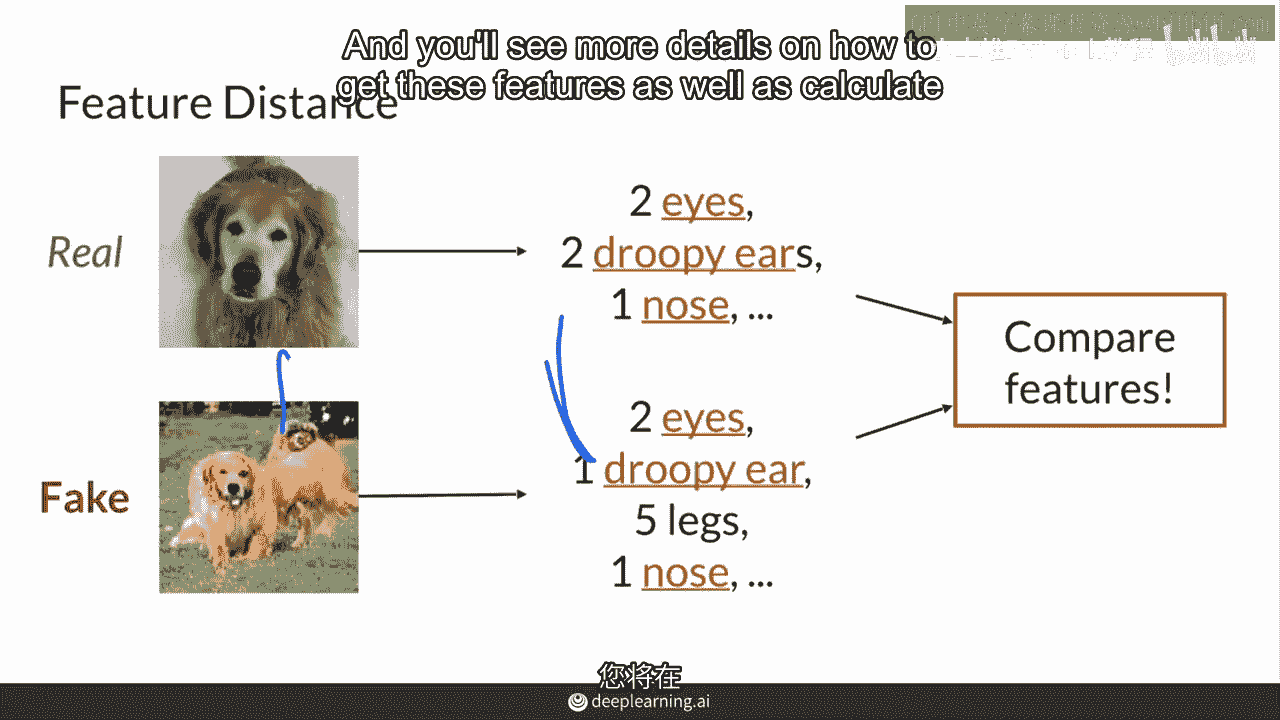 And you'll see more details on how to
get these features as well as calculate
Feature Distance
Real
2 eyes,
2 droopy ears,
1 nose, ...
Compare
features!
Fake
2 eyes,
1 droopy ear,
5 legs,
1 nose, ...
您将在
deeplearning.ai